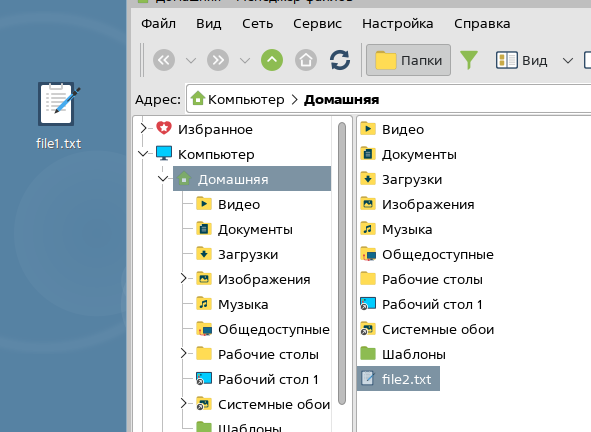 Домашняя – Менеджер файлов
Файл Вид Сеть Сервис Настройка Справка
Папки Вид
Адрес: Компьютер Домашняя
file1.txt
Избранное
Компьютер
Домашняя
Видео
Документы
Загрузки
Изображения
Музыка
Общедоступные
Рабочие столы
Рабочий стол 1
Системные обои
Шаблоны
Видео
Документы
Загрузки
Изображения
Музыка
Общедоступные
Рабочие столы
Рабочий стол 1
Системные обои
Шаблоны
file2.txt